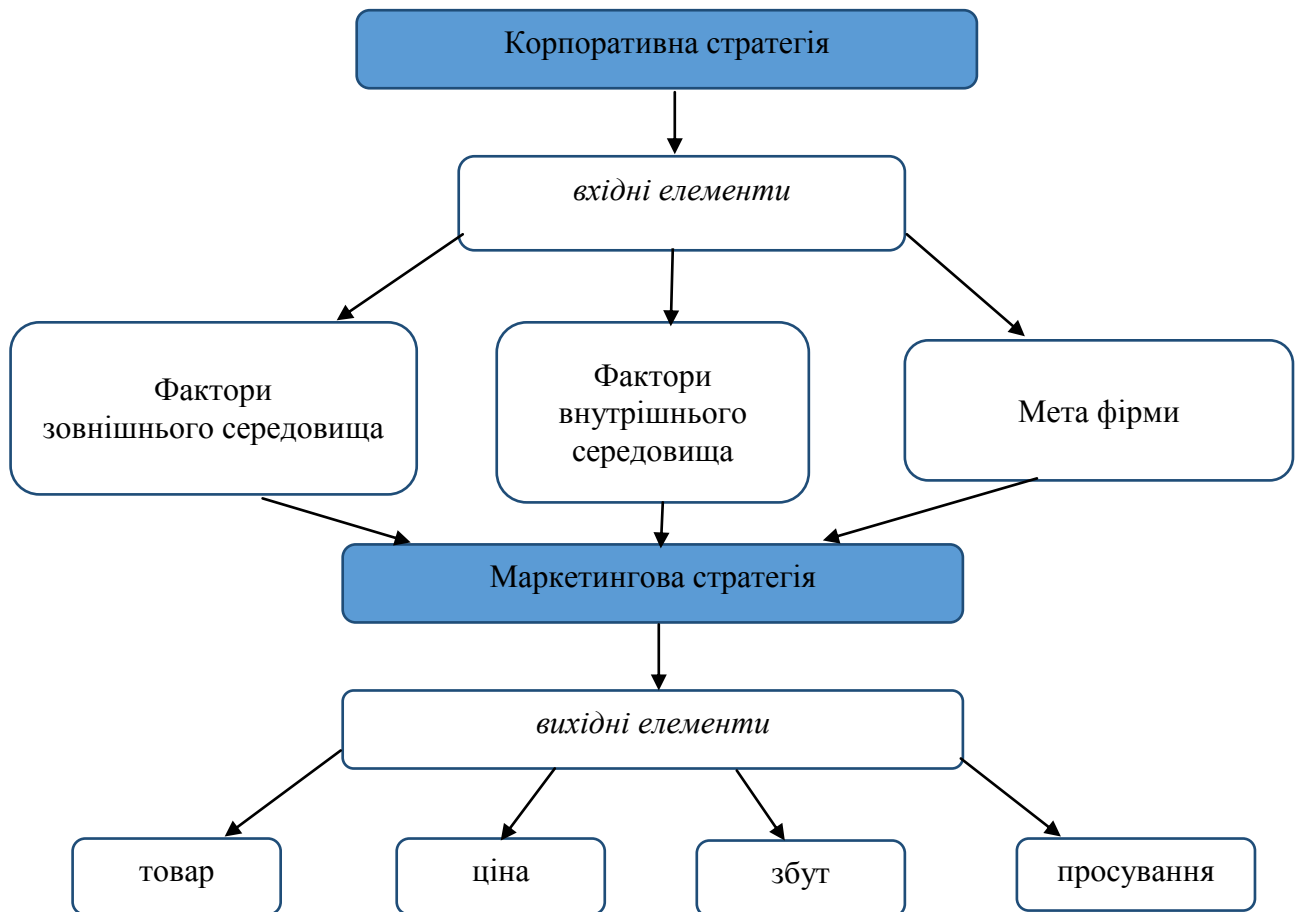 Корпоративна стратегія
вхідні елементи
Фактори
зовнішнього середовища
Фактори
внутрішнього
середовища
Мета фірми
Маркетингова стратегія
вихідні елементи
товар
ціна
збут
просування